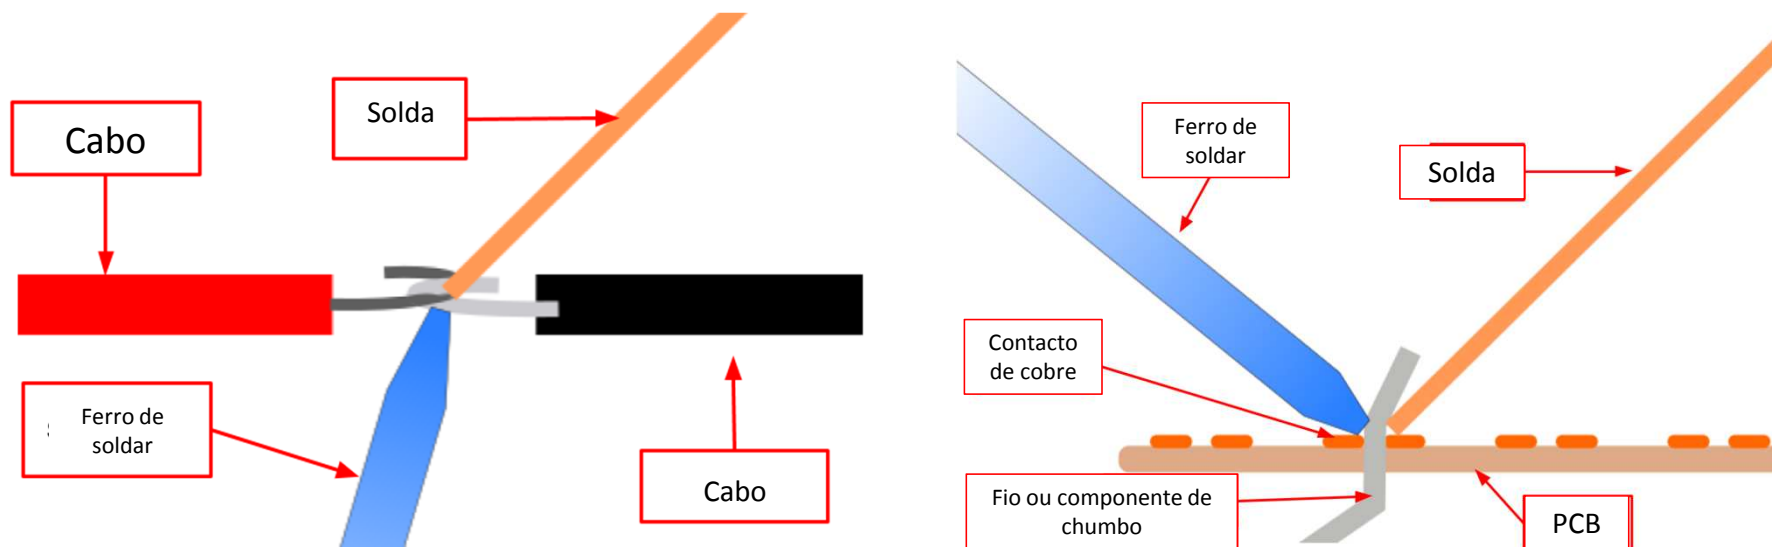 Cabo
Solda
Ferro de
soldar
Cabo
Ferro de
soldar
Solda
Contacto
de cobre
Fio ou componente de
chumbo
PCB